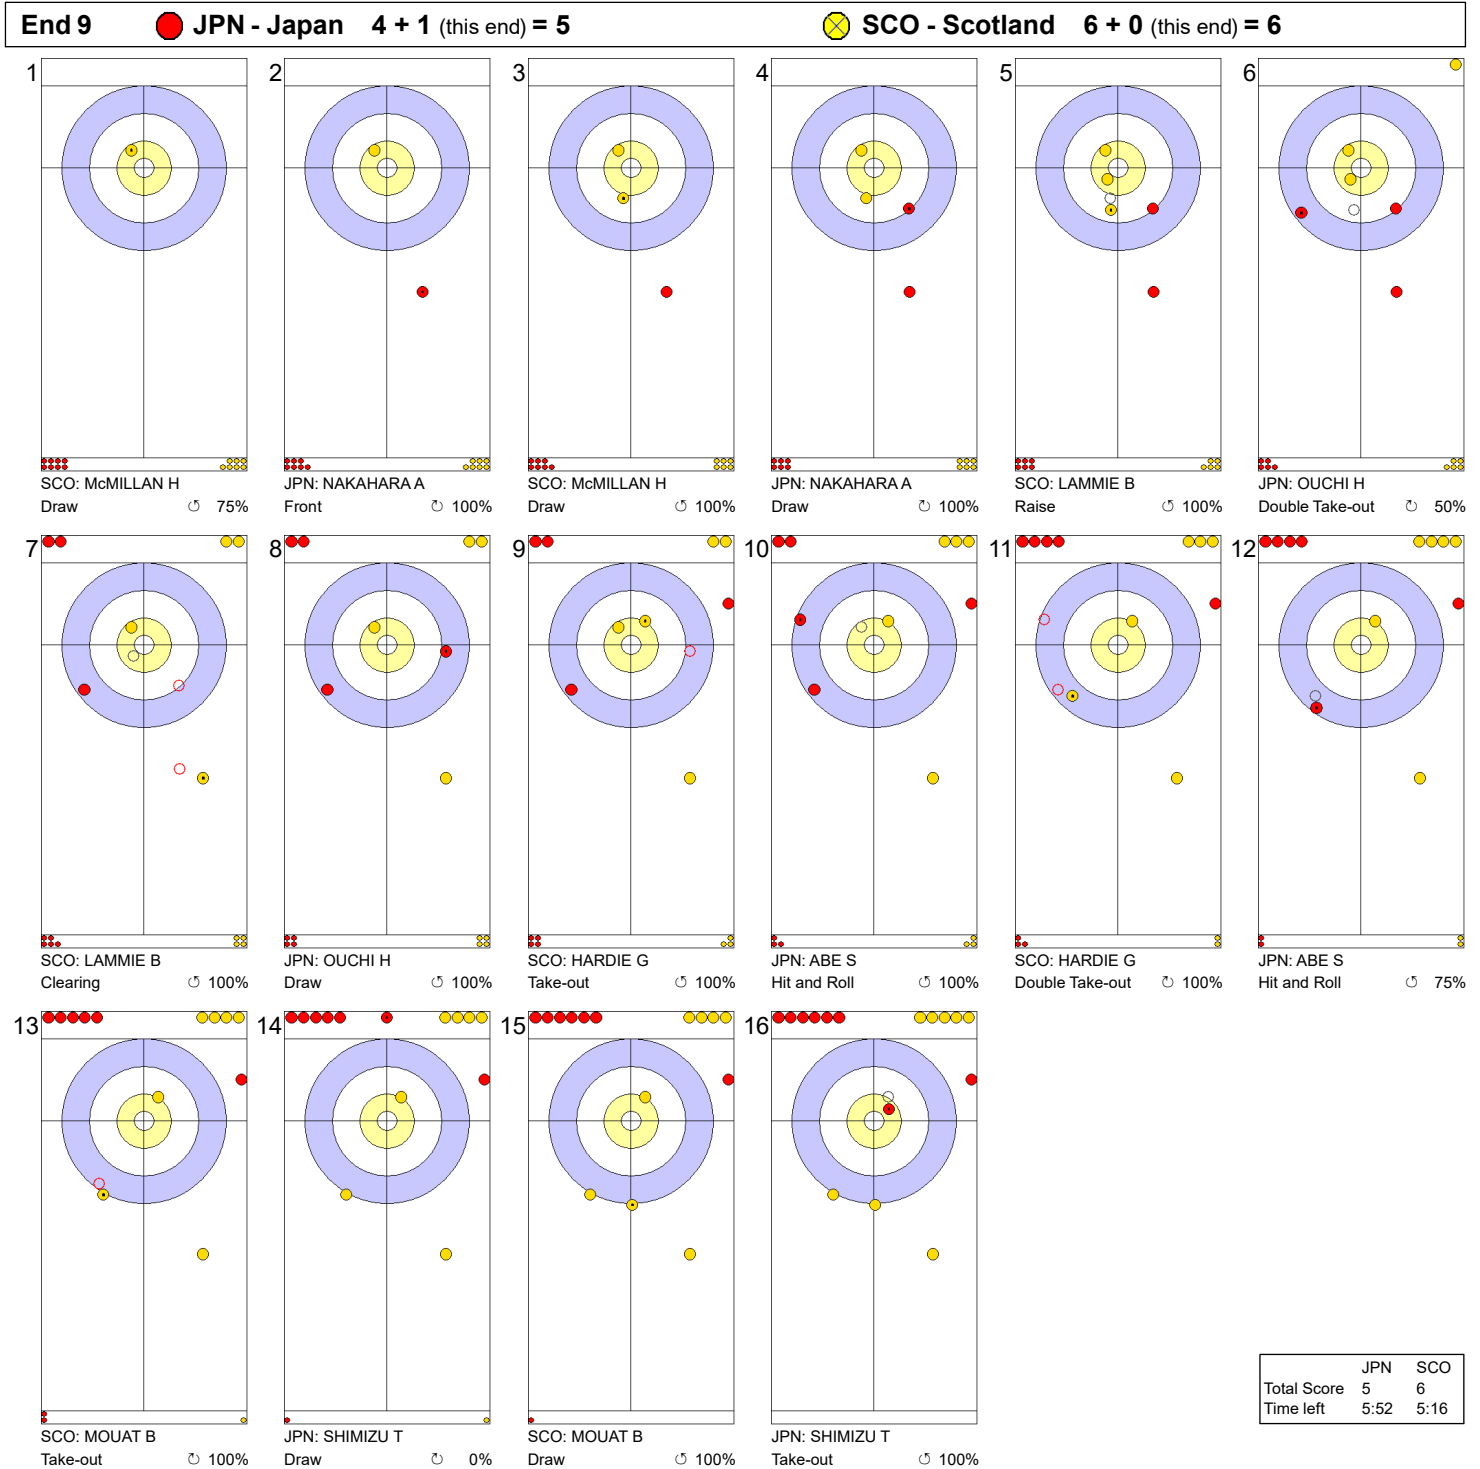 End 9 JPN - Japan 4 + 1 (this end) = 5 SCO - Scotland 6 + 0 (this end) = 6
1
SCO: McMILLAN H
Draw 75%
2
JPN: NAKAHARA A
Front 100%
3
SCO: McMILLAN H
Draw 100%
4
JPN: NAKAHARA A
Draw 100%
5
SCO: LAMMIE B
Raise 100%
6
JPN: OUCHI H
Double Take-out 50%
7
SCO: LAMMIE B
Clearing 100%
8
JPN: OUCHI H
Draw 100%
9
SCO: HARDIE G
Take-out 100%
10
JPN: ABE S
Hit and Roll 100%
11
SCO: HARDIE G
Double Take-out 100%
12
JPN: ABE S
Hit and Roll 75%
13
SCO: MOUAT B
Take-out 100%
14
JPN: SHIMIZU T
Draw 0%
15
SCO: MOUAT B
Draw 100%
16
JPN: SHIMIZU T
Take-out 100%
JPN SCO
Total Score 5 6
Time left 5:52 5:16